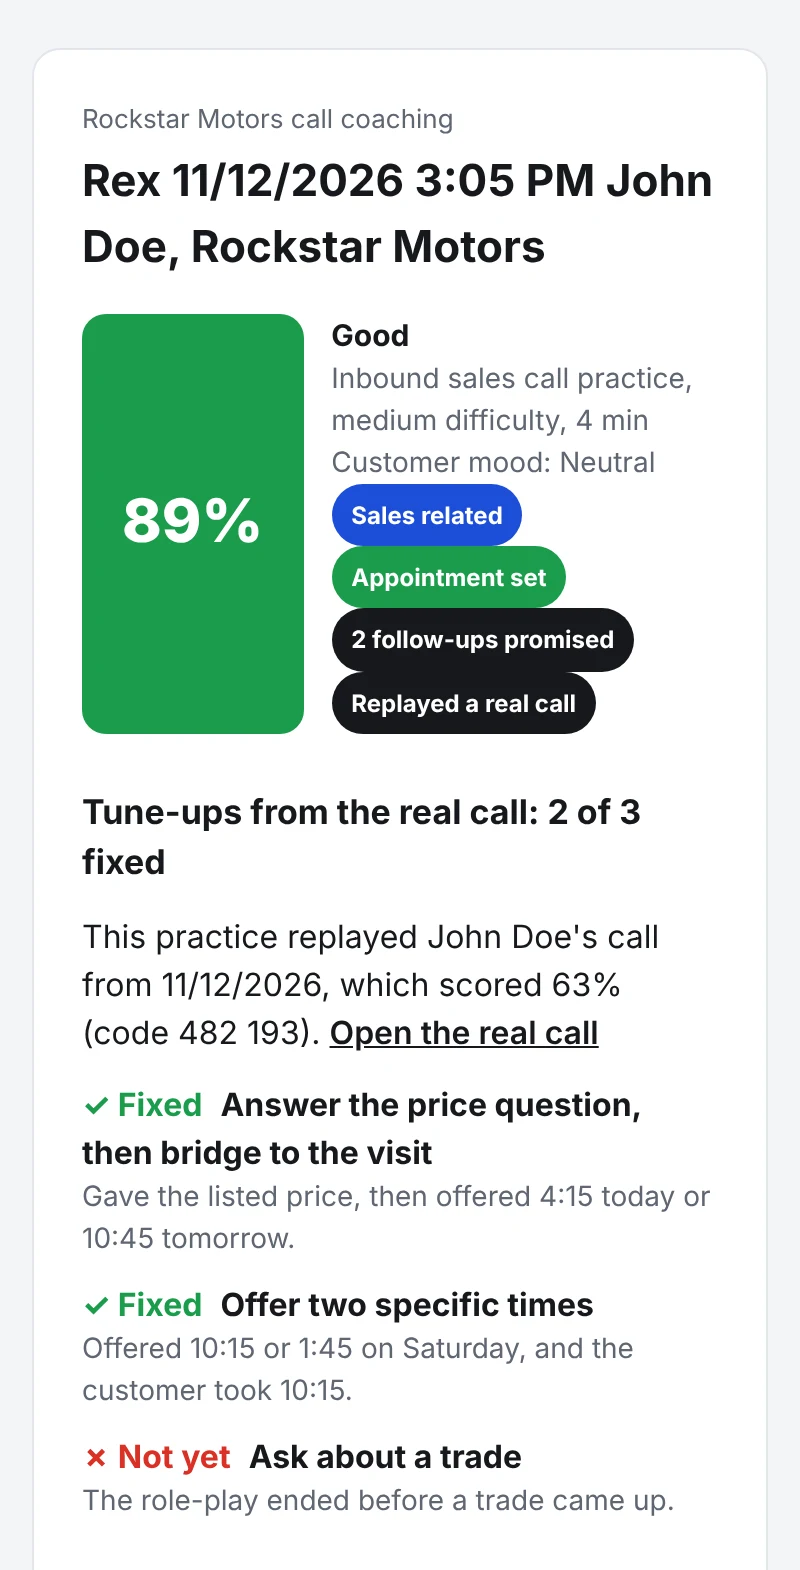 Rockstar Motors call coaching
Rex 11/12/2026 3:05 PM John
Doe, Rockstar Motors
89%
Good
Inbound sales call practice,
medium difficulty, 4 min
Customer mood: Neutral
Sales related
Appointment set
2 follow-ups promised
Replayed a real call
Tune-ups from the real call: 2 of 3
fixed
This practice replayed John Doe's call
from 11/12/2026, which scored 63%
(code 482 193). Open the real call
✓ Fixed Answer the price question,
then bridge to the visit
Gave the listed price, then offered 4:15 today or
10:45 tomorrow.
✓ Fixed Offer two specific times
Offered 10:15 or 1:45 on Saturday, and the
customer took 10:15.
× Not yet Ask about a trade
The role-play ended before a trade came up.